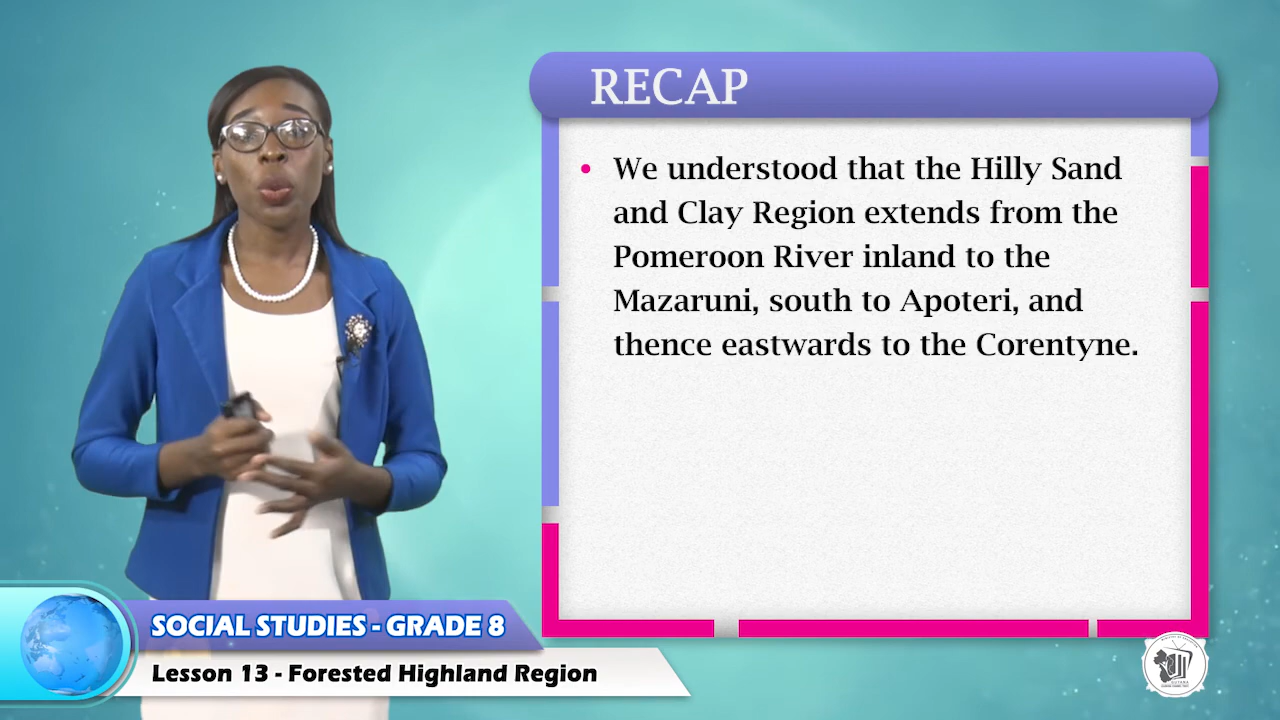 RECAP
• We understood that the Hilly Sand
and Clay Region extends from the
Pomeroon River inland to the
Mazaruni, south to Apoteri, and
thence eastwards to the Corentyne.
SOCIAL STUDIES - GRADE 8
Lesson 13 - Forested Highland Region